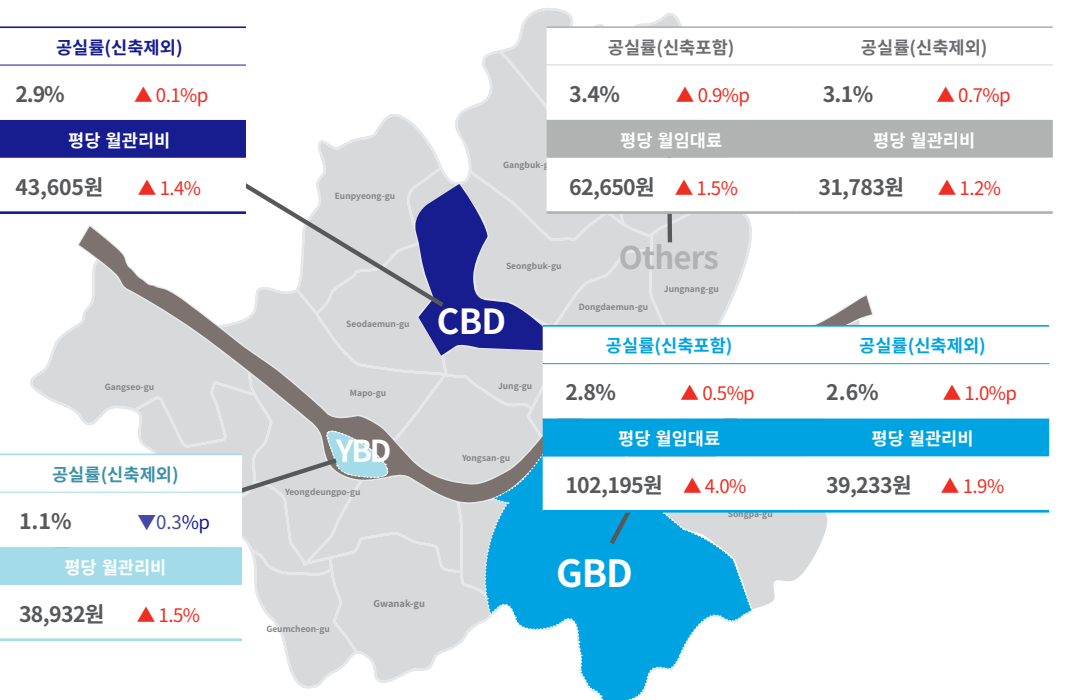 공실률(신축제외)
2.9% ▲0.1%p
평당 월관리비
43,605원 ▲1.4%
공실률(신축포함) 공실률(신축제외)
3.4% ▲0.9%p 3.1% ▲0.7%p
평당 월임대료 평당 월관리비
62,650원 ▲1.5% 31,783원 ▲1.2%
Gangbuk-g
Eunpyeong-gu
Seongbuk-gu
Others
Jungnang-gu
Dongdaemun-gu
Seodaemun-gu
CBD
공실률(신축포함) 공실률(신축제외)
2.8% ▲0.5%p 2.6% ▲1.0%p
평당 월임대료 평당 월관리비
102,195원 ▲4.0% 39,233원 ▲1.9%
Gangseo-gu
Mapo-gu
Jung-gu
YBD
Yongsan-gu
공실률(신축제외)
1.1% ▼0.3%p
평당 월관리비
38,932원 ▲1.5%
Yeongdeungpo-gu
Songpa-gu
GBD
Gwanak-gu
Geumcheon-gu